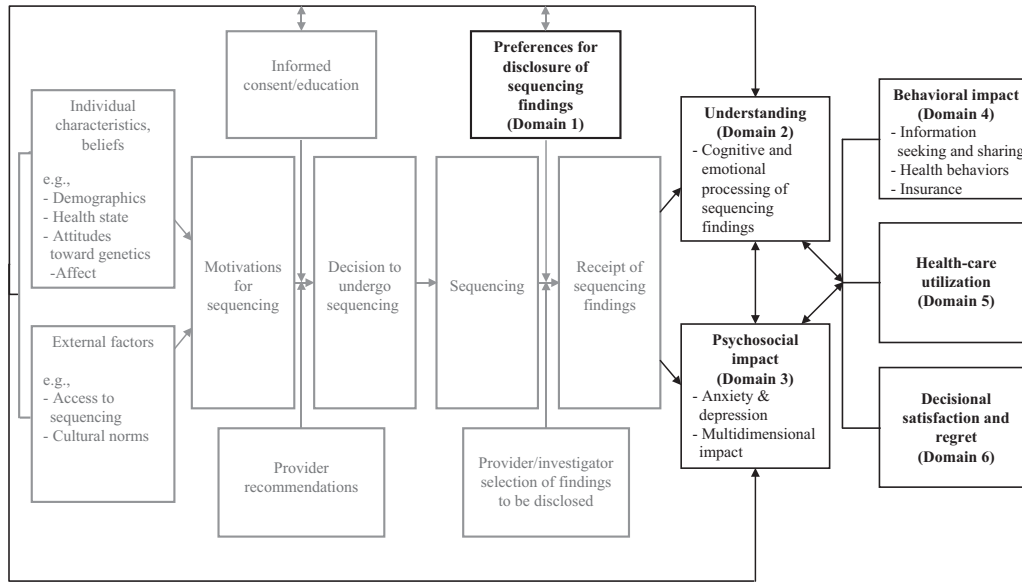 Individual
characteristics,
beliefs
e.g.,
- Demographics
- Health state
- Attitudes
toward genetics
-Affect
External factors
e.g.,
- Access to
sequencing
- Cultural norms
Motivations
for
sequencing
Informed
consent/education
Provider
recommendations
Decision to
undergo
sequencing
Sequencing
Preferences for
disclosure of
sequencing
findings
(Domain 1)
Provider/investigator
selection of findings
to be disclosed
Receipt of
sequencing
findings
Understanding
(Domain 2)
- Cognitive and
emotional
processing of
sequencing
findings
Psychosocial
impact
(Domain 3)
- Anxiety &
depression
- Multidimensional
impact
Behavioral impact
(Domain 4)
- Information
seeking and sharing
- Health behaviors
- Insurance
Health-care
utilization
(Domain 5)
Decisional
satisfaction and
regret
(Domain 6)